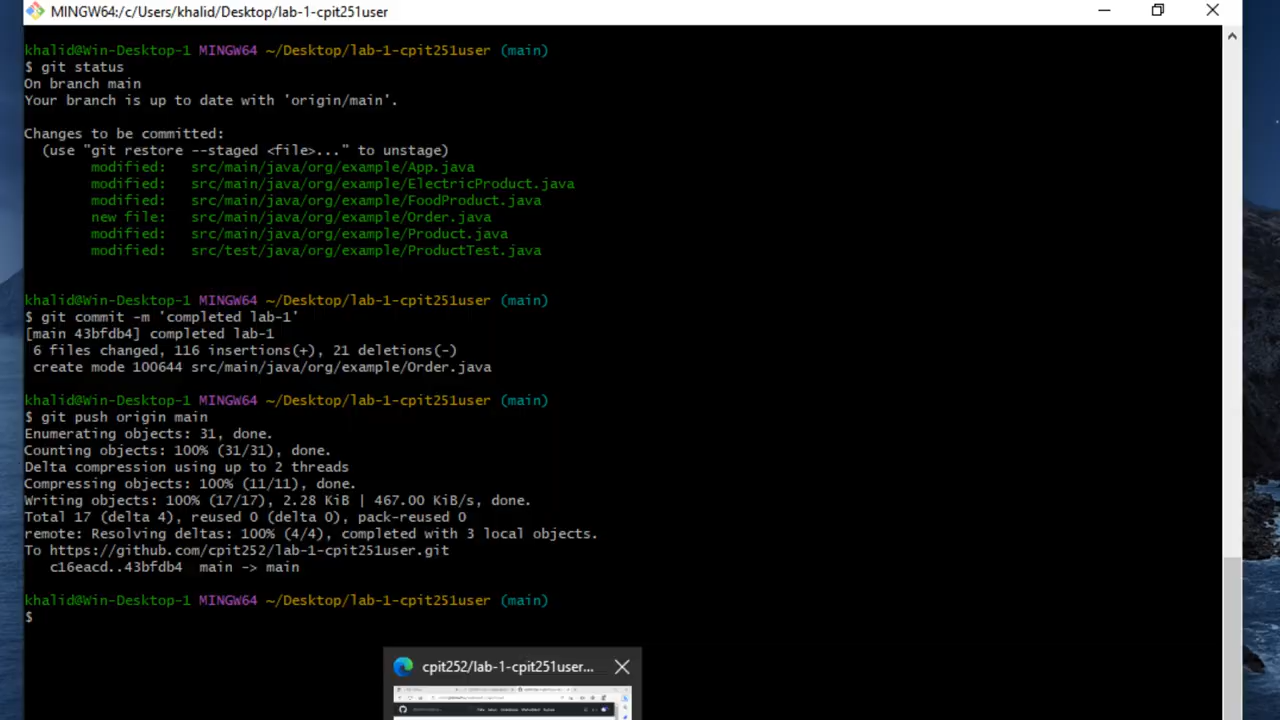 MINGW64:/c/Users/khalid/Desktop/lab-1-cpit251user
khalid@Win-Desktop-1 MINGW64 ~/Desktop/lab-1-cpit251user (main)
$ git status
On branch main
Your branch is up to date with 'origin/main'.
Changes to be committed:
(use "git restore --staged <file>..." to unstage)
modified: src/main/java/org/example/App.java
modified: src/main/java/org/example/ElectricProduct.java
modified: src/main/java/org/example/FoodProduct.java
new file: src/main/java/org/example/Order.java
modified: src/main/java/org/example/Product.java
modified: src/test/java/org/example/ProductTest.java
khalid@Win-Desktop-1 MINGW64 ~/Desktop/lab-1-cpit251user (main)
$ git commit -m 'completed lab-1'
[main 43bfdb4] completed lab-1
6 files changed, 116 insertions(+), 21 deletions(-)
create mode 100644 src/main/java/org/example/Order.java
khalid@Win-Desktop-1 MINGW64 ~/Desktop/lab-1-cpit251user (main)
$ git push origin main
Enumerating objects: 31, done.
Counting objects: 100% (31/31), done.
Delta compression using up to 2 threads
Compressing objects: 100% (11/11), done.
Writing objects: 100% (17/17), 2.28 KiB | 467.00 KiB/s, done.
Total 17 (delta 4), reused 0 (delta 0), pack-reused 0
remote: Resolving deltas: 100% (4/4), completed with 3 local objects.
To https://github.com/cpit252/lab-1-cpit251user.git
c16eacd..43bfdb4 main -> main
khalid@Win-Desktop-1 MINGW64 ~/Desktop/lab-1-cpit251user (main)
$
cpit252/lab-1-cpit251user...